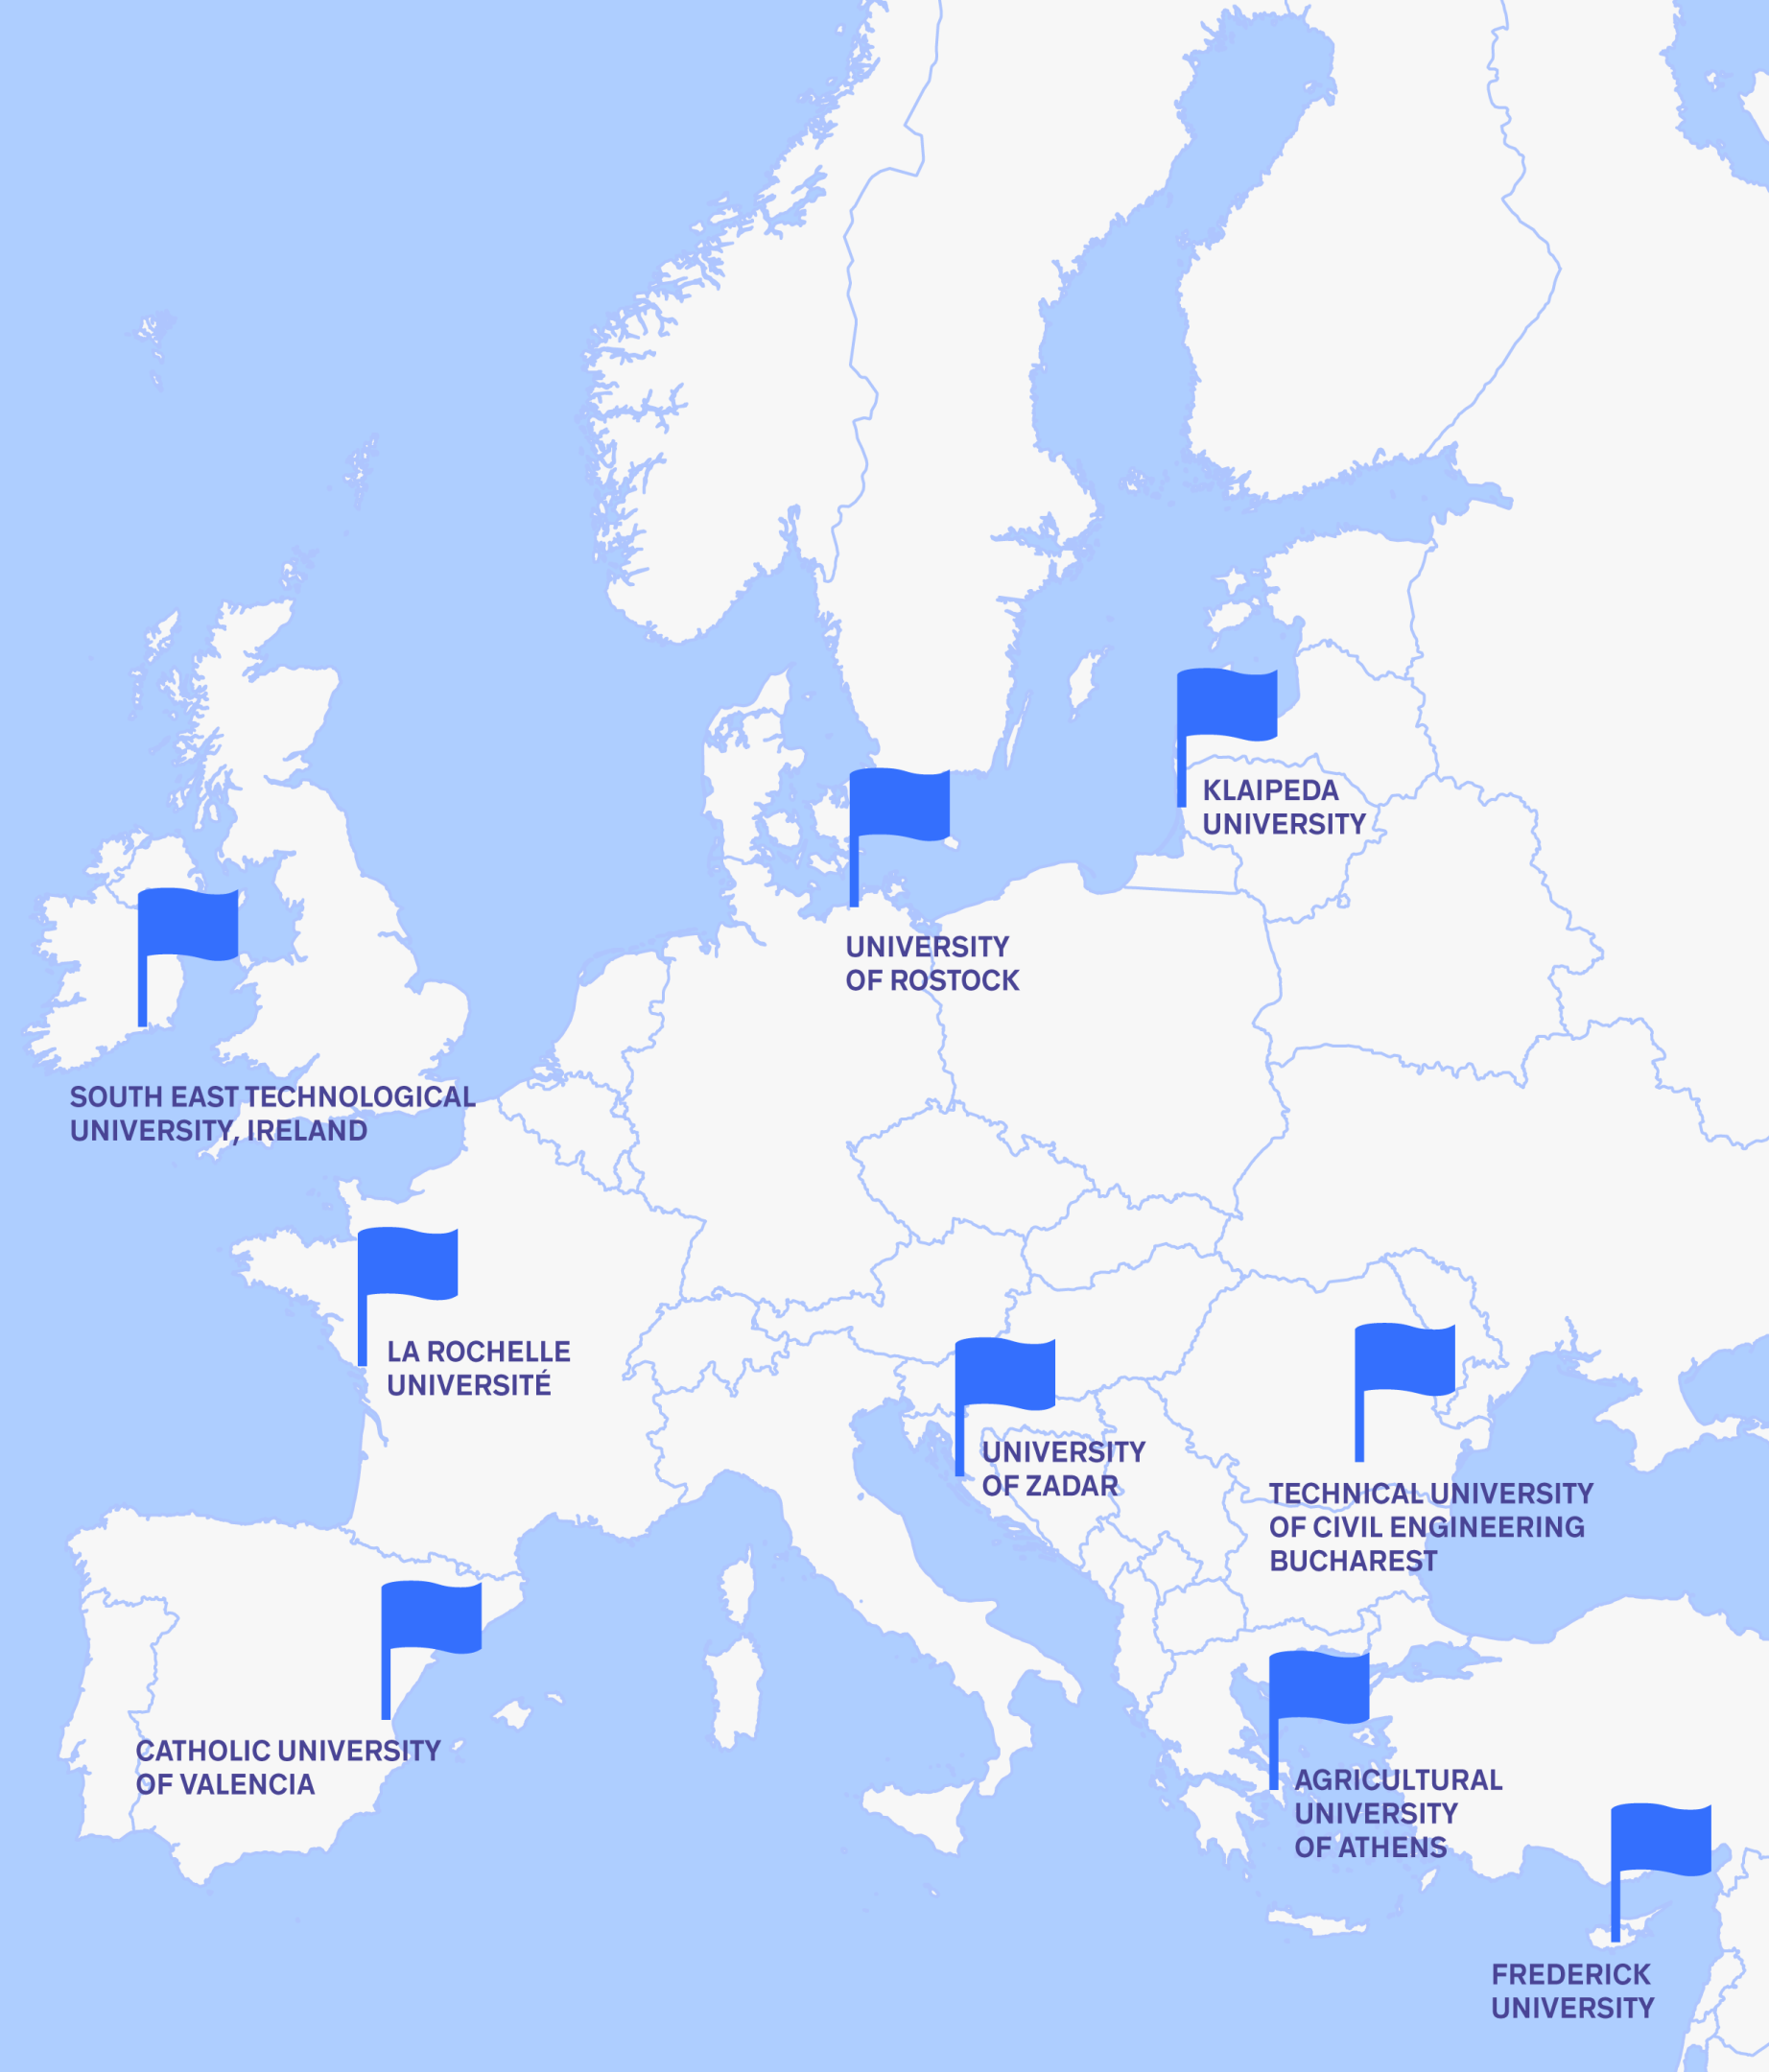 KLAIPEDA
UNIVERSITY
UNIVERSITY
OF ROSTOCK
SOUTH EAST TECHNOLOGICAL
UNIVERSITY, IRELAND
LA ROCHELLE
UNIVERSITÉ
UNIVERSITY
OF ZADAR
TECHNICAL UNIVERSITY
OF CIVIL ENGINEERING
BUCHAREST
CATHOLIC UNIVERSITY
OF VALENCIA
AGRICULTURAL
UNIVERSITY
OF ATHENS
FREDERICK
UNIVERSITY